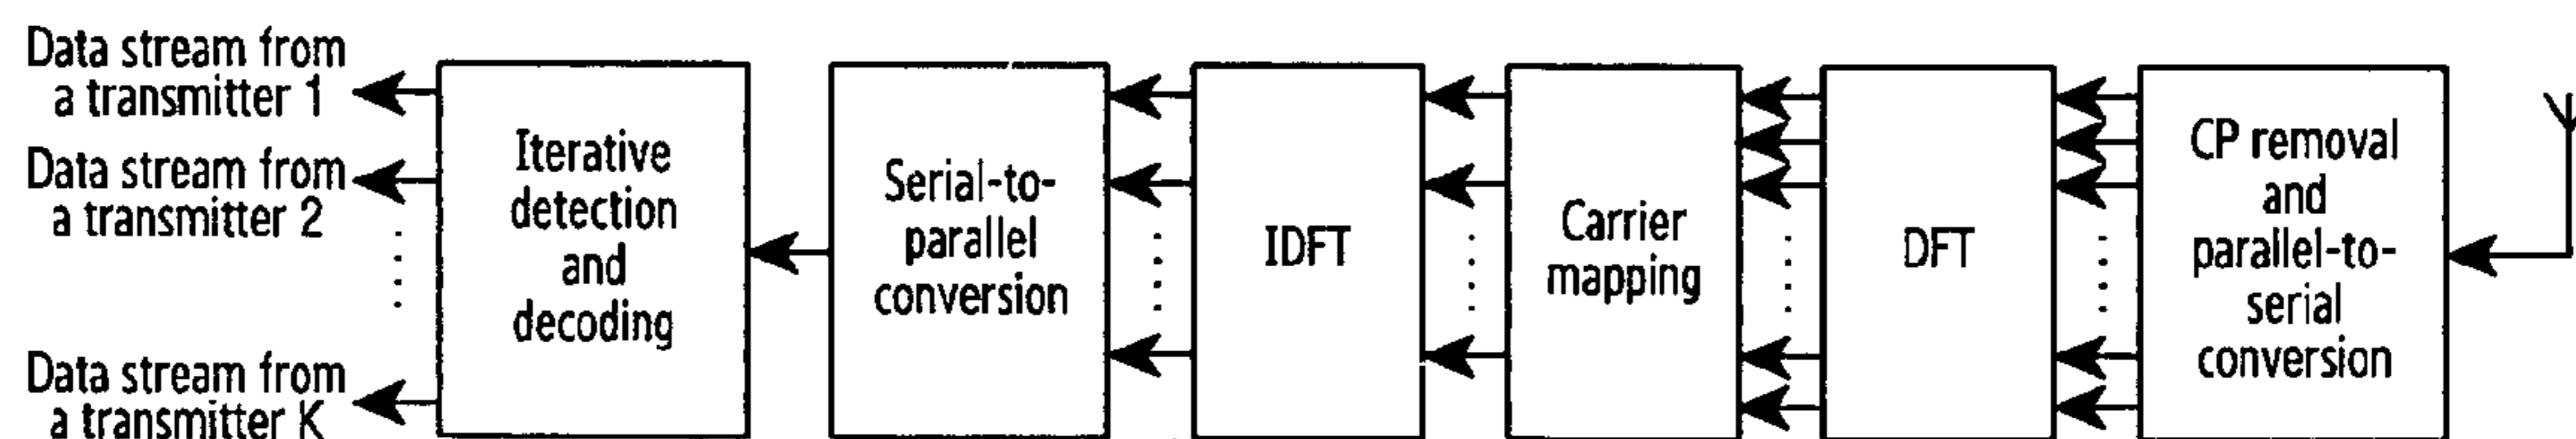 Data stream from
a transmitter 1
Data stream from
a transmitter 2
Data stream from
a transmitter K
Iterative
detection
and
decoding
Serial-to-
parallel
conversion
IDFT
Carrier
mapping
DFT
CP removal
and
parallel-to-
serial
conversion